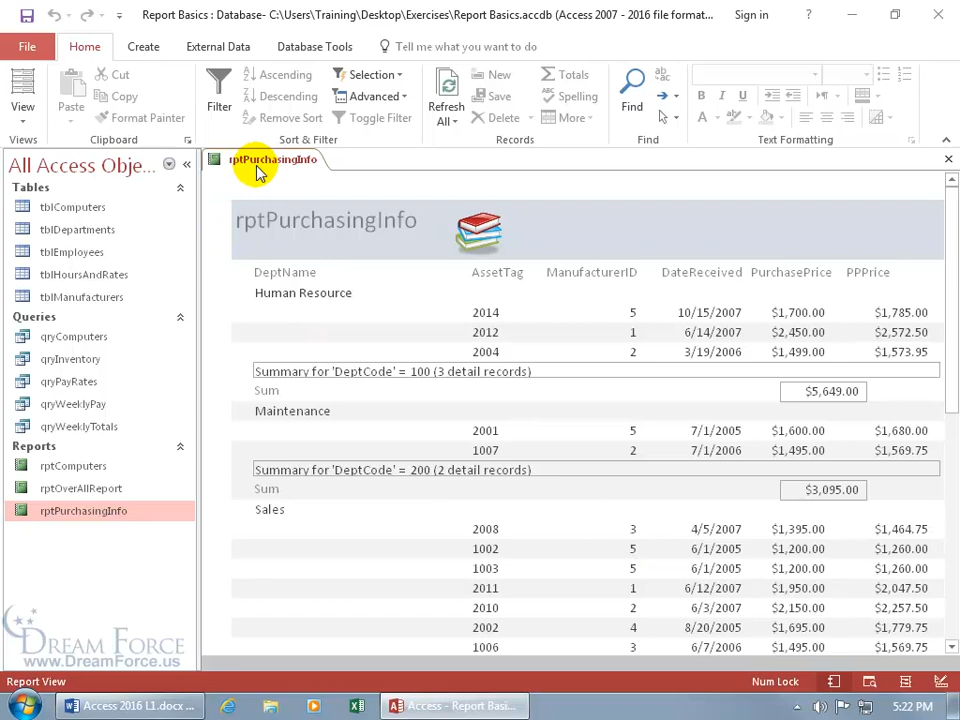 Report Basics : Database- C:\Users\Training\Desktop\Exercises\Report Basics.accdb (Access 2007 - 2016 file format... Sign in ?
File Home Create External Data Database Tools Tell me what you want to do
View
Views
Paste
Cut
Copy
Format Painter
Clipboard
Filter
Ascending
Descending
Remove Sort
Selection
Advanced
Toggle Filter
Sort & Filter
Refresh
All
New
Save
Delete
Totals
Spelling
More
Records
Find
Find
B I U
A
Text Formatting
All Access Obje...
Tables
tblComputers
tblDepartments
tblEmployees
tblHoursAndRates
tblManufacturers
Queries
qryComputers
qryInventory
qryPayRates
qryWeeklyPay
qryWeeklyTotals
Reports
rptComputers
rptOverAllReport
rptPurchasingInfo
DREAM FORCE
www.DreamForce.us
rptPurchasingInfo
rptPurchasingInfo
DeptName AssetTag ManufacturerID DateReceived PurchasePrice PPPrice
Human Resource
2014 5 10/15/2007 $1,700.00 $1,785.00
2012 1 6/14/2007 $2,450.00 $2,572.50
2004 2 3/19/2006 $1,499.00 $1,573.95
Summary for 'DeptCode' = 100 (3 detail records)
Sum $5,649.00
Maintenance
2001 5 7/1/2005 $1,600.00 $1,680.00
1007 2 7/1/2006 $1,495.00 $1,569.75
Summary for 'DeptCode' = 200 (2 detail records)
Sum $3,095.00
Sales
2008 3 4/5/2007 $1,395.00 $1,464.75
1002 5 6/1/2005 $1,200.00 $1,260.00
1003 5 6/1/2005 $1,200.00 $1,260.00
2011 1 6/12/2007 $1,950.00 $2,047.50
2010 2 6/3/2007 $2,150.00 $2,257.50
2002 4 8/20/2005 $1,695.00 $1,779.75
1006 3 6/7/2006 $1,495.00 $1,569.75
Report View Num Lock
Access 2016 L1.docx ... Access - Report Basi... 5:22 PM